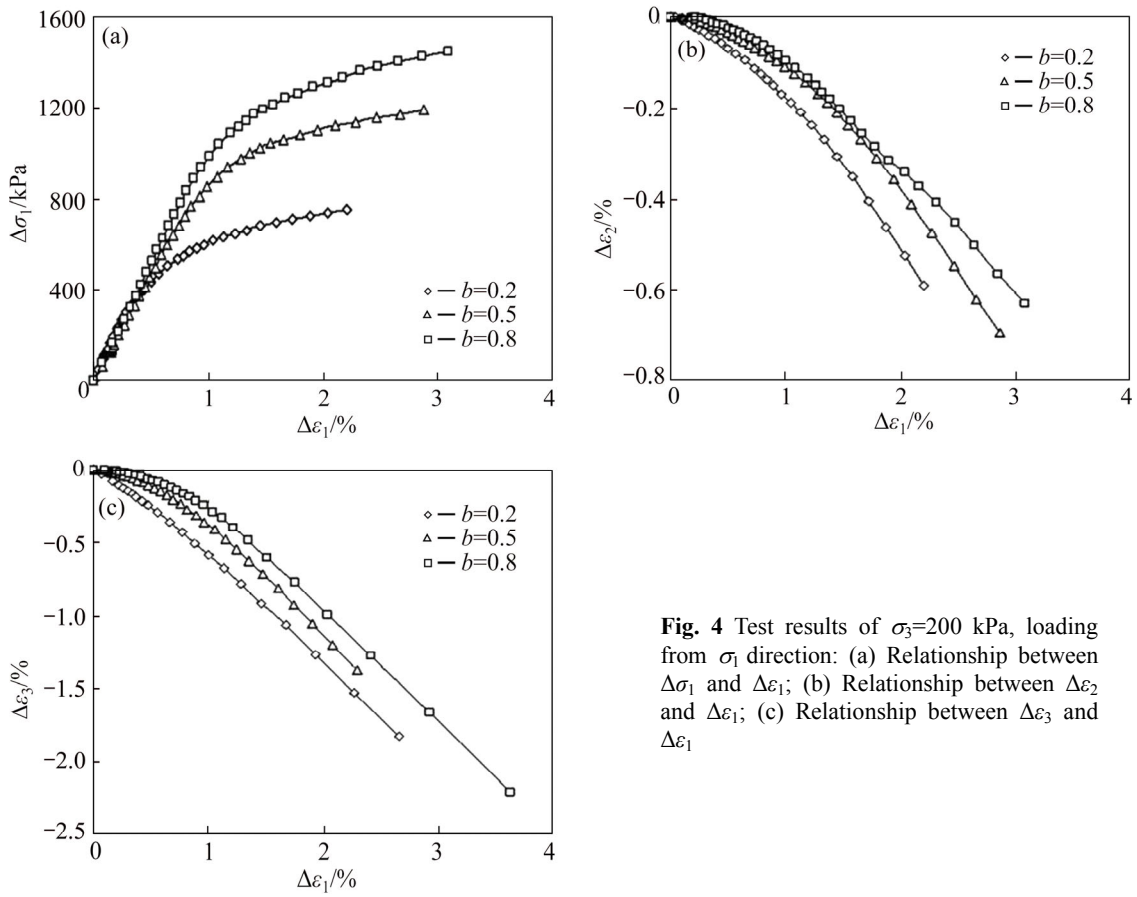 1600
(a)
1200
Δσ₁/kPa
800
400
0
b=0.2
b=0.5
b=0.8
1
2
3
4
Δε₁/%
0
(b)
b=0.2
b=0.5
b=0.8
−0.2
Δε₂/%
−0.4
−0.6
−0.8
0
1
2
3
4
Δε₁/%
0
(c)
b=0.2
b=0.5
b=0.8
−0.5
Δε₃/%
−1.0
−1.5
−2.0
−2.5
0
1
2
3
4
Δε₁/%
Fig. 4 Test results of σ₃=200 kPa, loading
from σ₁ direction: (a) Relationship between
Δσ₁ and Δε₁; (b) Relationship between Δε₂
and Δε₁; (c) Relationship between Δε₃ and
Δε₁